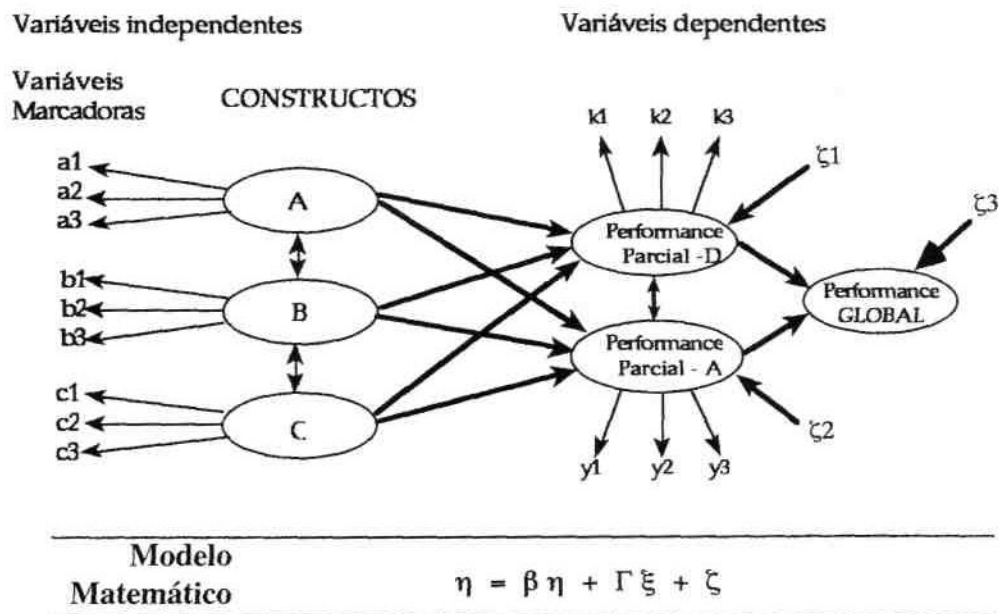 Variáveis independentes
Variáveis dependentes
Variáveis
Marcadoras
CONSTRUCTOS
k1 k2 k3
a1
a2
a3
A
ζ1
Performance
Parcial -D
ζ3
b1
b2
b3
B
Performance
GLOBAL
Performance
Parcial - A
c1
c2
c3
C
ζ2
y1 y2 y3
Modelo
Matemático
η = β η + Γ ξ + ζ